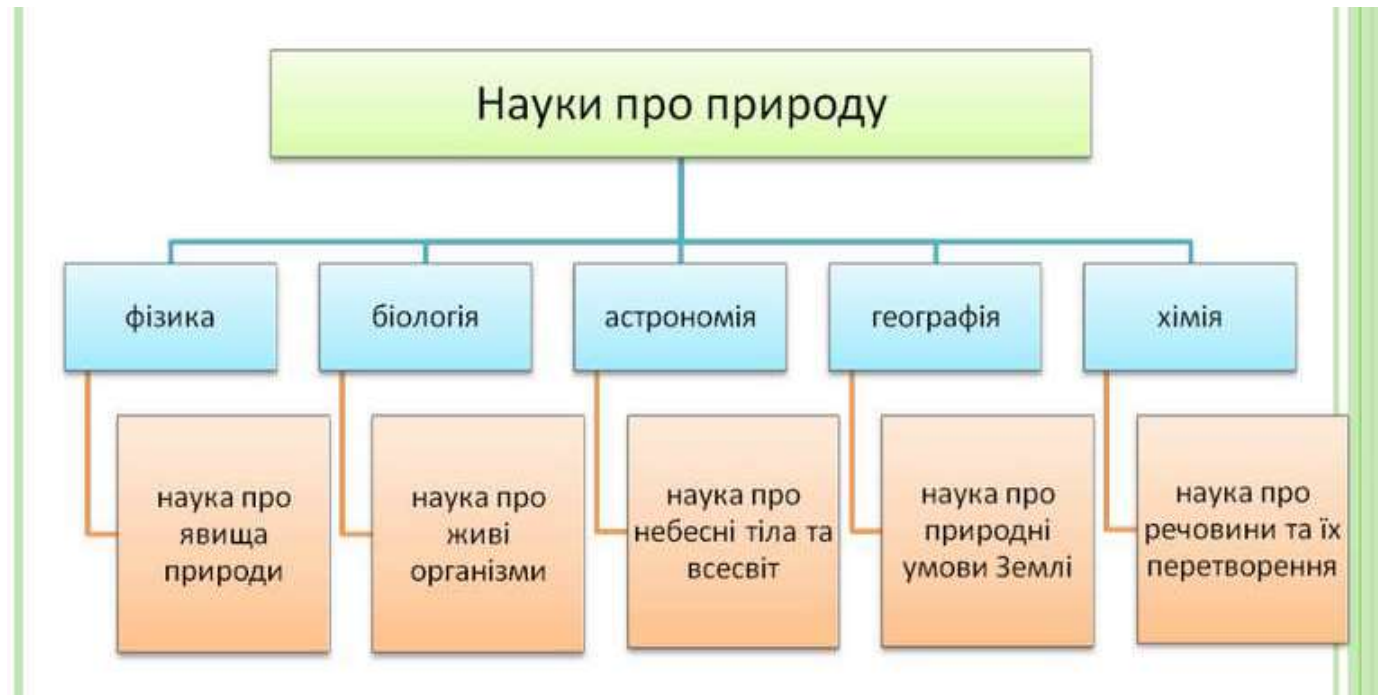 Науки про природу
фізика
біологія
астрономія
географія
хімія
наука про
явища
природи
наука про
живі
організми
наука про
небесні тіла та
всесвіт
наука про
природні
умови Землі
наука про
речовини та їх
перетворення